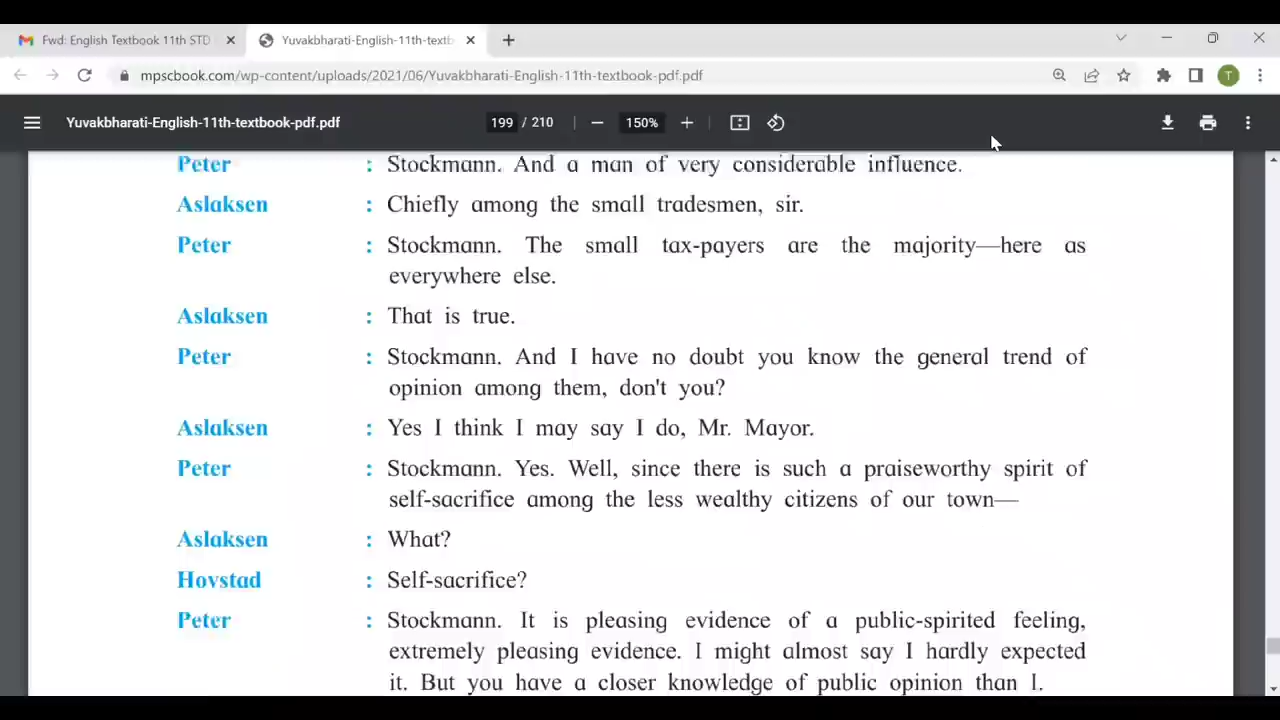 Fwd: English Textbook 11th STD
Yuvakbharati-English-11th-textb
mpscbook.com/wp-content/uploads/2021/06/Yuvakbharati-English-11th-textbook-pdf.pdf
T
Yuvakbharati-English-11th-textbook-pdf.pdf
199 / 210
150%
Peter : Stockmann. And a man of very considerable influence.
Aslaksen : Chiefly among the small tradesmen, sir.
Peter : Stockmann. The small tax-payers are the majority—here as
everywhere else.
Aslaksen : That is true.
Peter : Stockmann. And I have no doubt you know the general trend of
opinion among them, don't you?
Aslaksen : Yes I think I may say I do, Mr. Mayor.
Peter : Stockmann. Yes. Well, since there is such a praiseworthy spirit of
self-sacrifice among the less wealthy citizens of our town—
Aslaksen : What?
Hovstad : Self-sacrifice?
Peter : Stockmann. It is pleasing evidence of a public-spirited feeling,
extremely pleasing evidence. I might almost say I hardly expected
it. But you have a closer knowledge of public opinion than I.